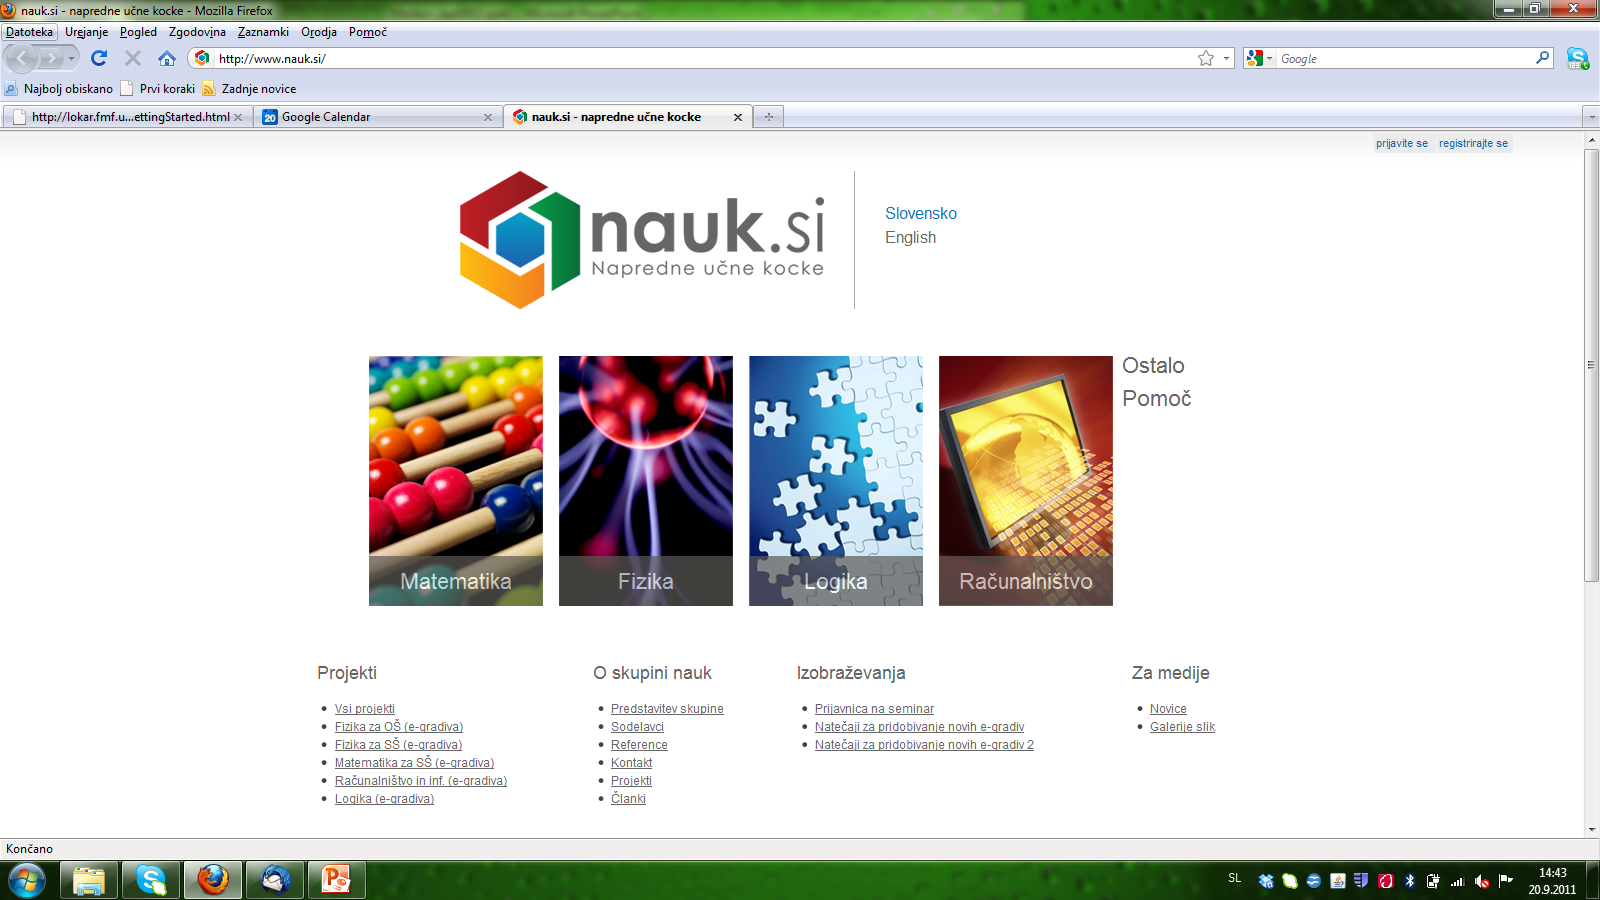 nauk.si - napredne učne kocke - Mozilla Firefox
Datoteka Urejanje Pogled Zgodovina Zaznamki Orodja Pomoč
http://www.nauk.si/
Google
Najbolj obiskano Prvi koraki Zadnje novice
http://lokar.fmf.u...ettingStarted.html
20 Google Calendar
nauk.si - napredne učne kocke
prijavite se registrirajte se
nauk.si
Napredne učne kocke
Slovensko
English
Matematika
Fizika
Logika
Računalništvo
Ostalo
Pomoč
Projekti
Vsi projekti
Fizika za OŠ (e-gradiva)
Fizika za SŠ (e-gradiva)
Matematika za SŠ (e-gradiva)
Računalništvo in inf. (e-gradiva)
Logika (e-gradiva)
O skupini nauk
Predstavitev skupine
Sodelavci
Reference
Kontakt
Projekti
Članki
Izobraževanja
Prijavnica na seminar
Natečaji za pridobivanje novih e-gradiv
Natečaji za pridobivanje novih e-gradiv 2
Za medije
Novice
Galerije slik
Končano
SL
14:43
20.9.2011